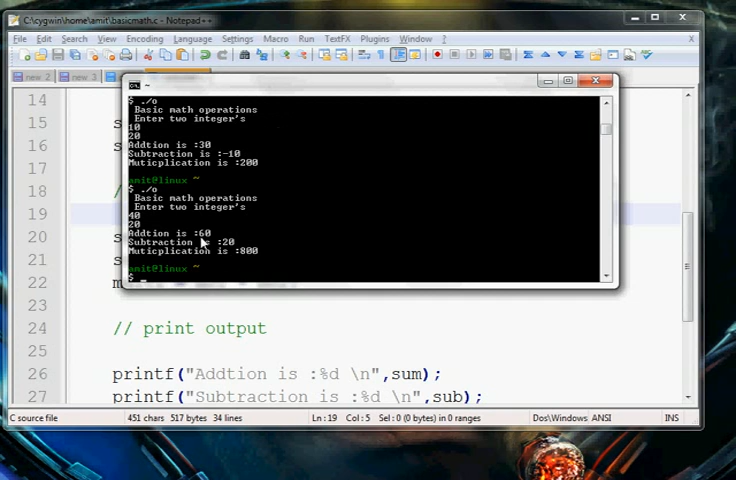 C:\cygwin\home\amit\basicmath.c - Notepad++
File Edit Search View Encoding Language Settings Macro Run TextFX Plugins Window ? X
new 2 new 3
~
$ ./o
Basic math operations
Enter two integer's
10
20
Addtion is :30
Subtraction is :-10
Muticplication is :200
amit@linux ~
$ ./o
Basic math operations
Enter two integer's
40
20
Addtion is :60
Subtraction is :20
Muticplication is :800
amit@linux ~
$
14
15 s
16 s
17
18 /
19
20 s
21 s
22 m
23
24 // print output
25
26 printf("Addtion is :%d \n",sum);
27 printf("Subtraction is :%d \n",sub);
C source file 451 chars 517 bytes 34 lines Ln:19 Col:5 Sel:0 (0 bytes) in 0 ranges Dos\Windows ANSI INS